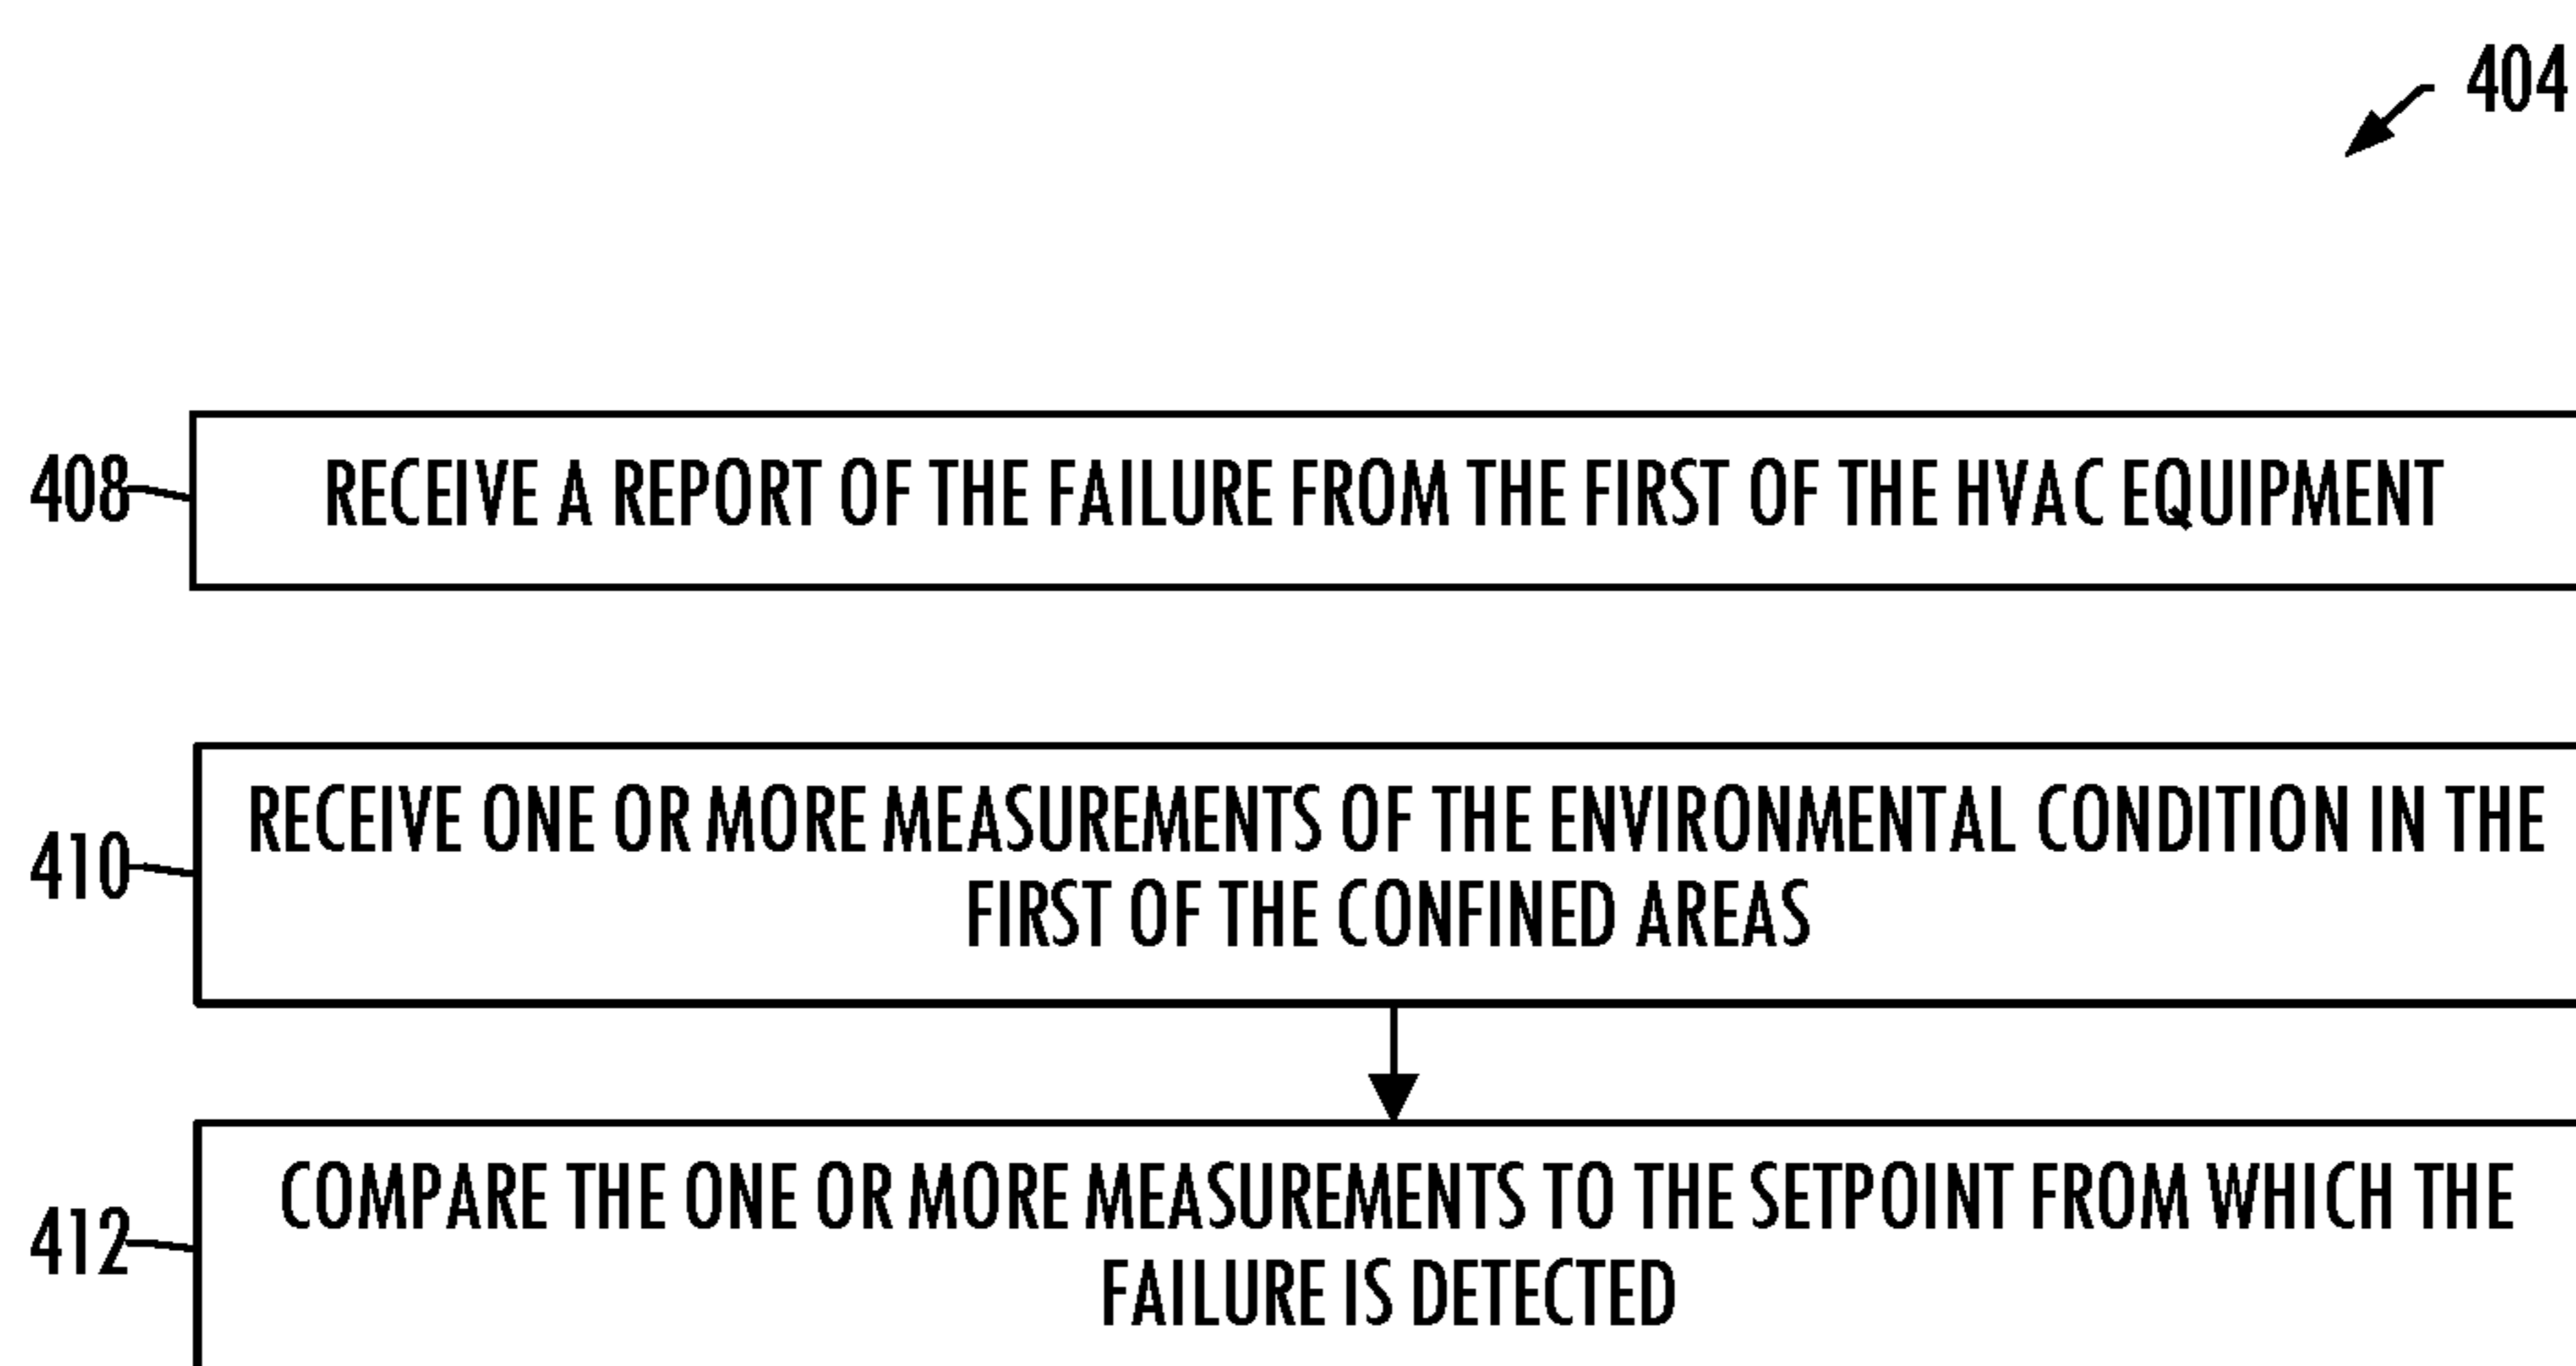 404
408
RECEIVE A REPORT OF THE FAILURE FROM THE FIRST OF THE HVAC EQUIPMENT
410
RECEIVE ONE OR MORE MEASUREMENTS OF THE ENVIRONMENTAL CONDITION IN THE
FIRST OF THE CONFINED AREAS
412
COMPARE THE ONE OR MORE MEASUREMENTS TO THE SETPOINT FROM WHICH THE
FAILURE IS DETECTED